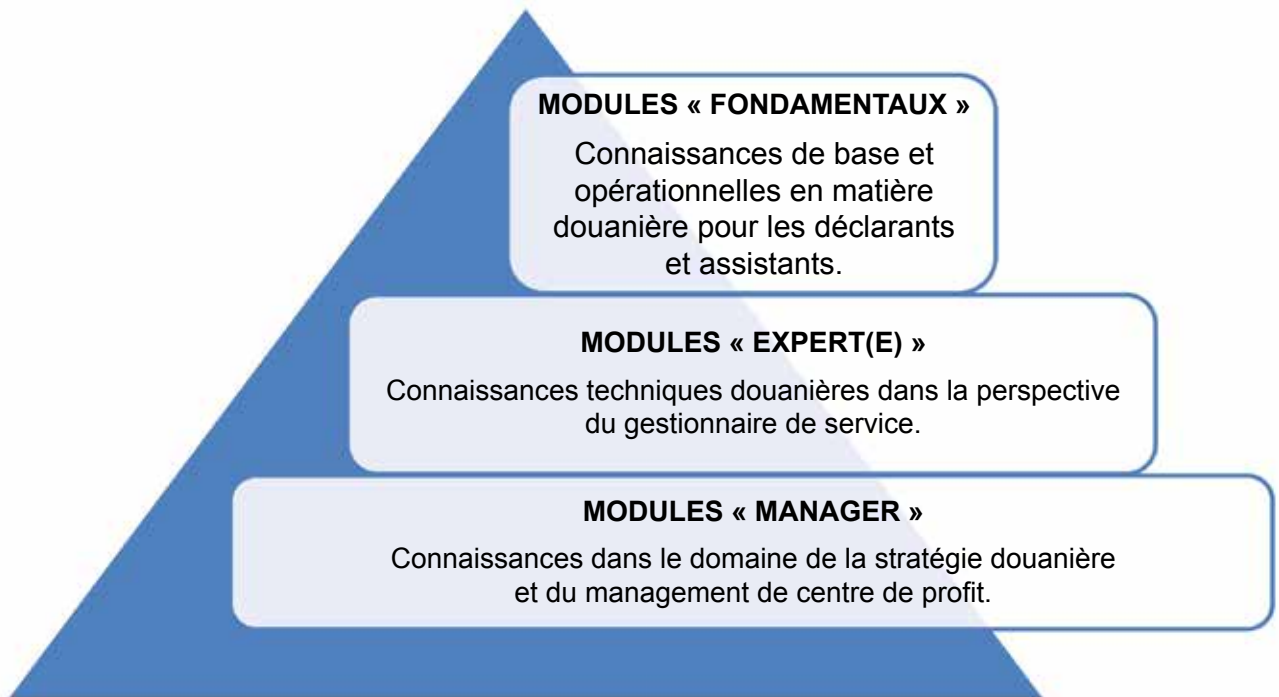 MODULES « FONDAMENTAUX »
Connaissances de base et
opérationnelles en matière
douanière pour les déclarants
et assistants.
MODULES « EXPERT(E) »
Connaissances techniques douanières dans la perspective
du gestionnaire de service.
MODULES « MANAGER »
Connaissances dans le domaine de la stratégie douanière
et du management de centre de profit.